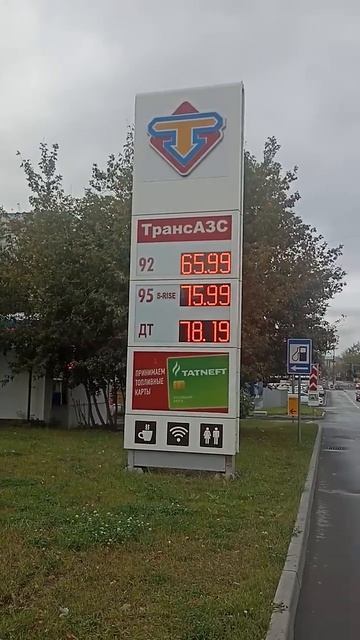 ТрансАЗС
92 65.99
95 S-RISE 75.99
ДТ 78.19
ПРИНИМАЕМ
ТОПЛИВНЫЕ
КАРТЫ
TATNEFT